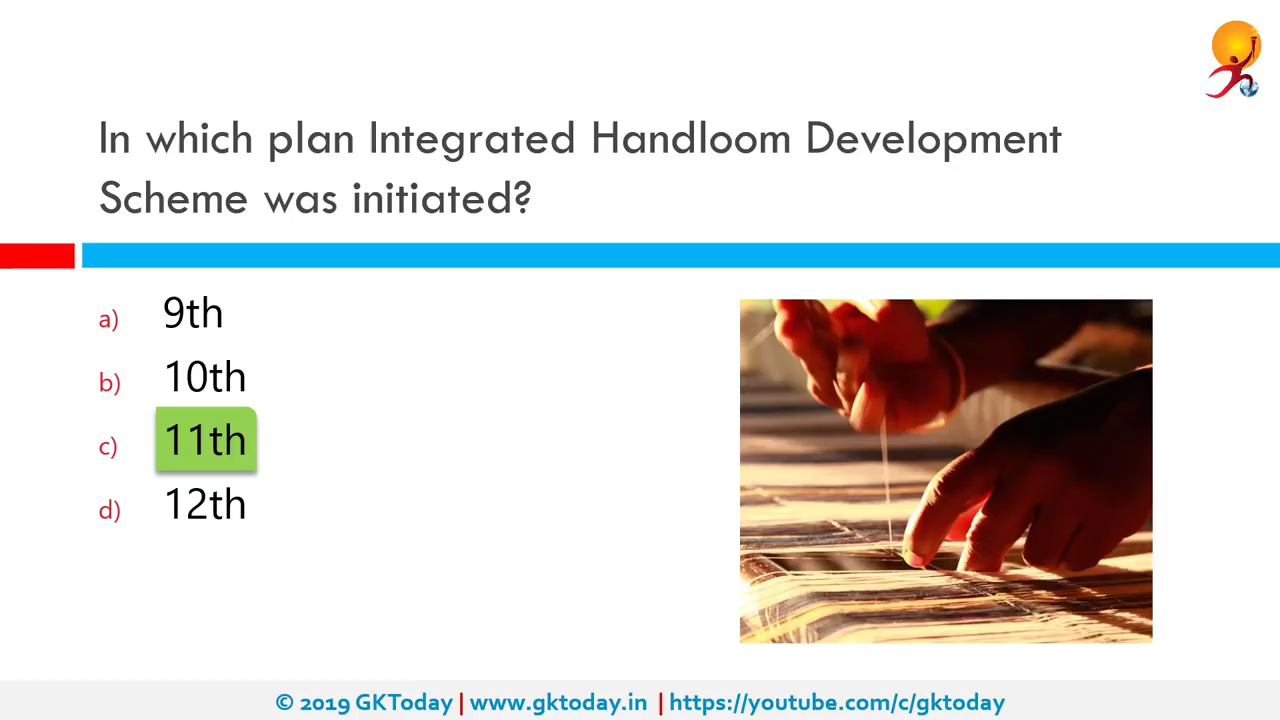 In which plan Integrated Handloom Development
Scheme was initiated?
a) 9th
b) 10th
c) 11th
d) 12th
© 2019 GKToday | www.gktoday.in | https://youtube.com/c/gktoday